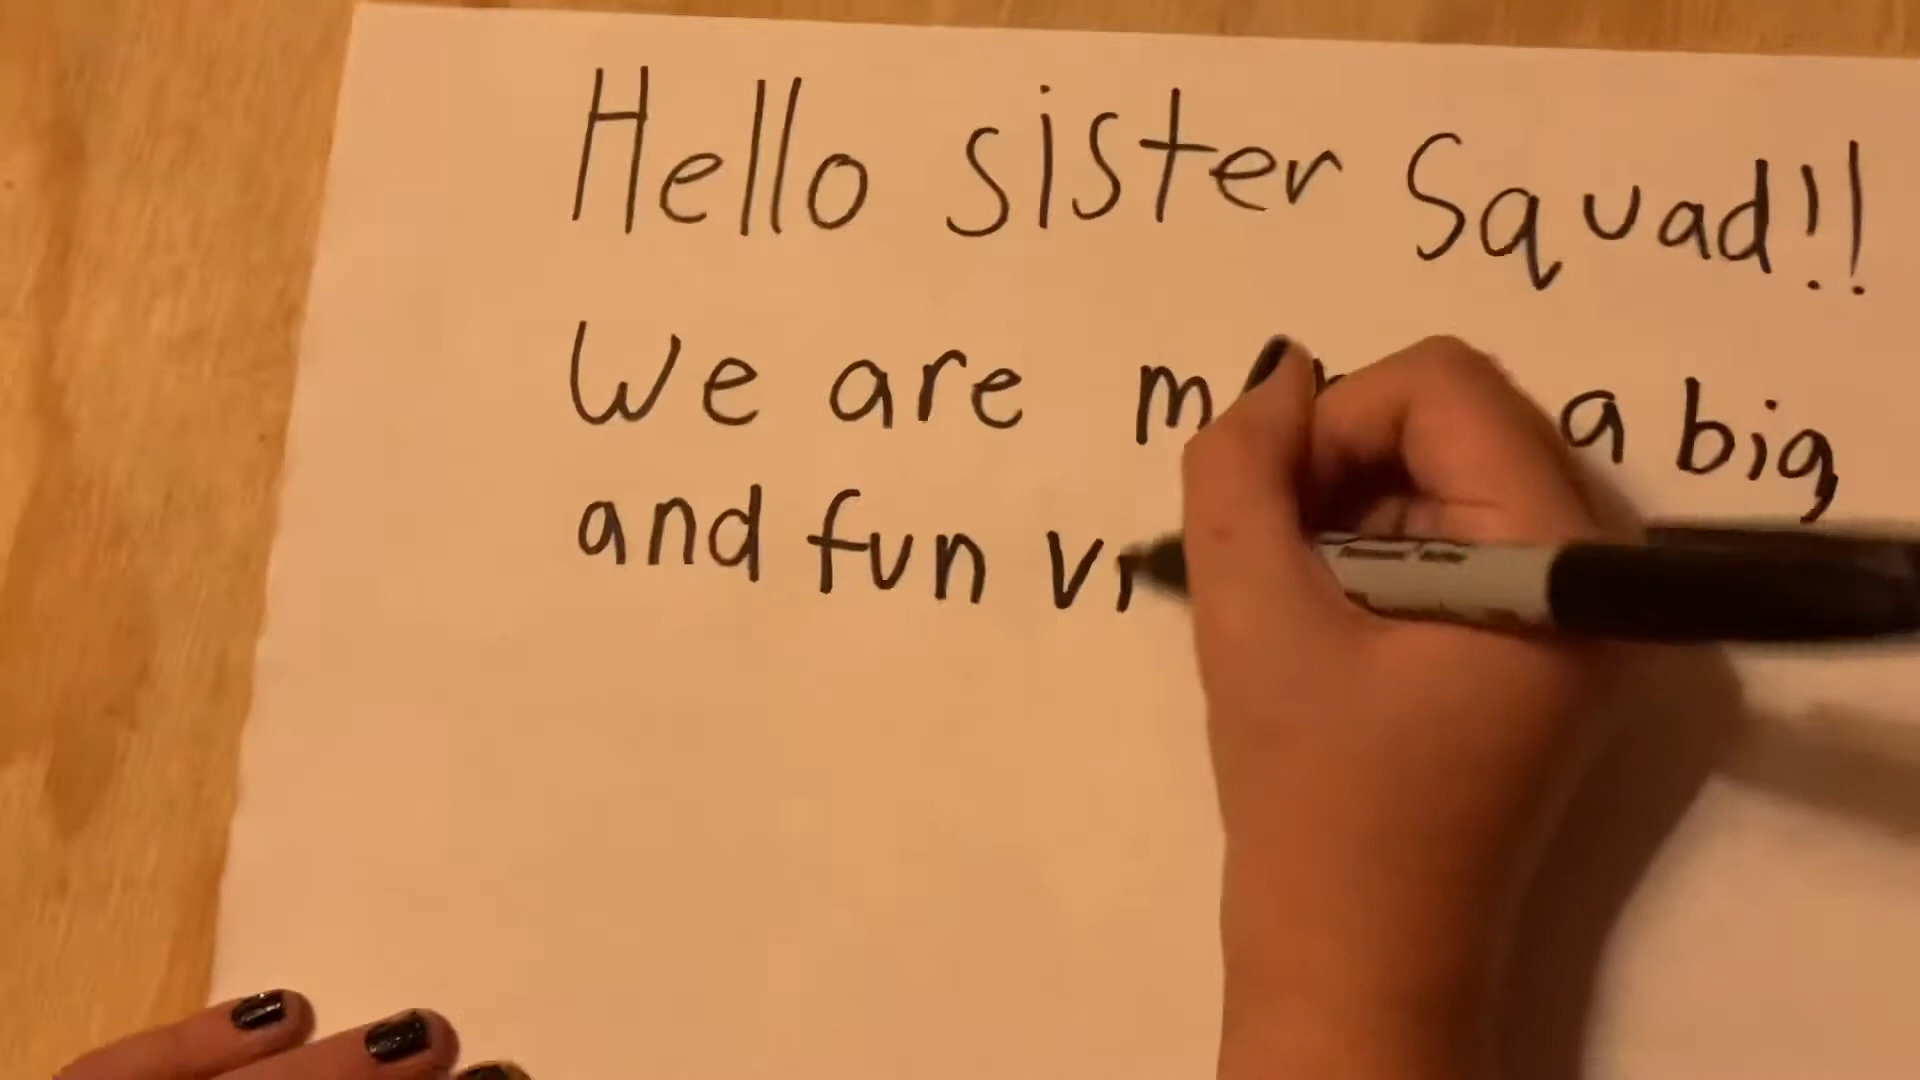 Hello sister Squad!!
We are a big
and fun